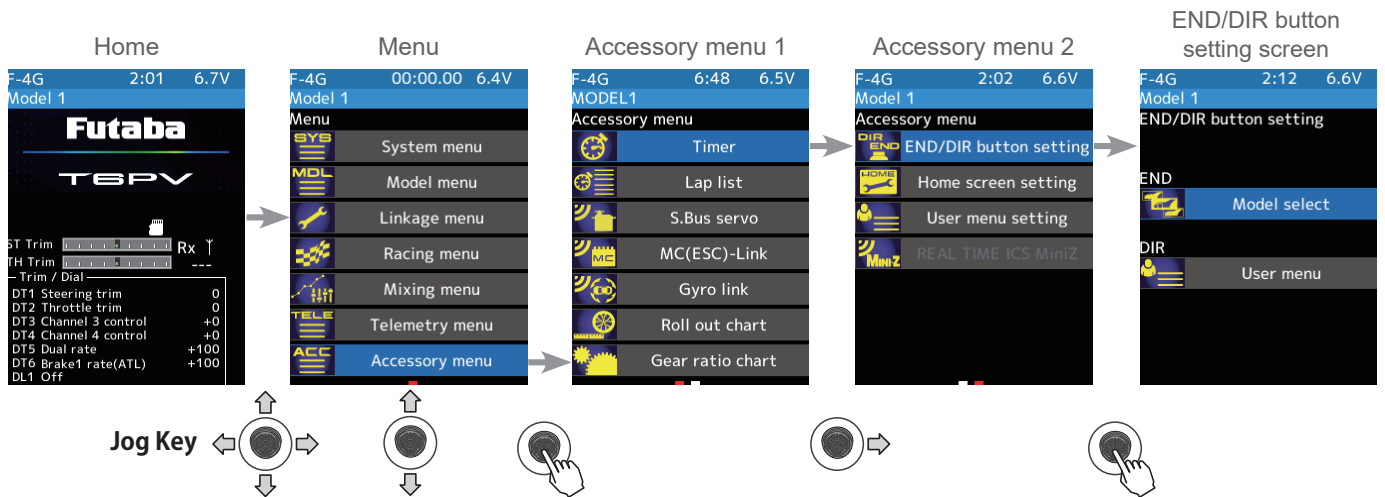 Home
F-4G 2:01 6.7V
Model 1
Futaba
T6PV
ST Trim
Rx
TH Trim
---
Trim / Dial
DT1 Steering trim 0
DT2 Throttle trim 0
DT3 Channel 3 control +0
DT4 Channel 4 control +0
DT5 Dual rate +100
DT6 Brake1 rate(ATL) +100
DL1 Off
Menu
F-4G 00:00.00 6.4V
Model 1
Menu
SYS System menu
MDL Model menu
Linkage menu
Racing menu
Mixing menu
TELE Telemetry menu
ACC Accessory menu
Accessory menu 1
F-4G 6:48 6.5V
MODEL1
Accessory menu
Timer
Lap list
S.Bus servo
MC MC(ESC)-Link
Gyro link
Roll out chart
Gear ratio chart
Accessory menu 2
F-4G 2:02 6.6V
Model 1
Accessory menu
DIR
END END/DIR button setting
HOME Home screen setting
User menu setting
MINI-Z REAL TIME ICS MiniZ
END/DIR button
setting screen
F-4G 2:12 6.6V
Model 1
END/DIR button setting
END
Model select
DIR
User menu
Jog Key